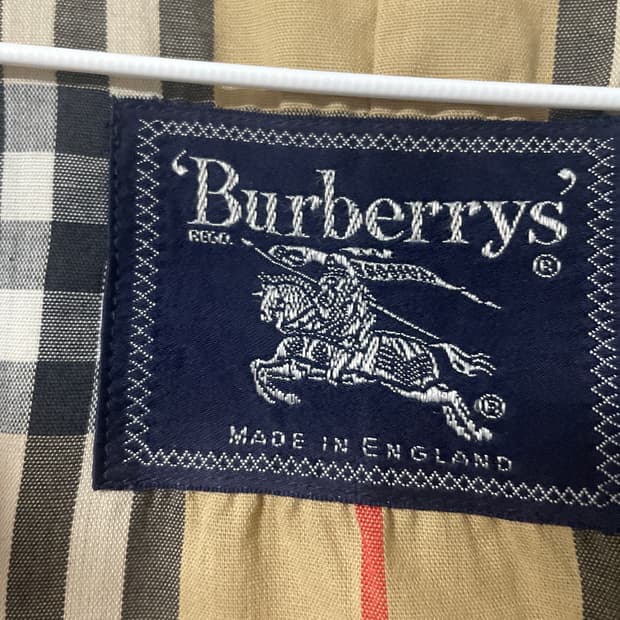 ‘Burberrys’
REGD.
®
®
MADE IN ENGLAND